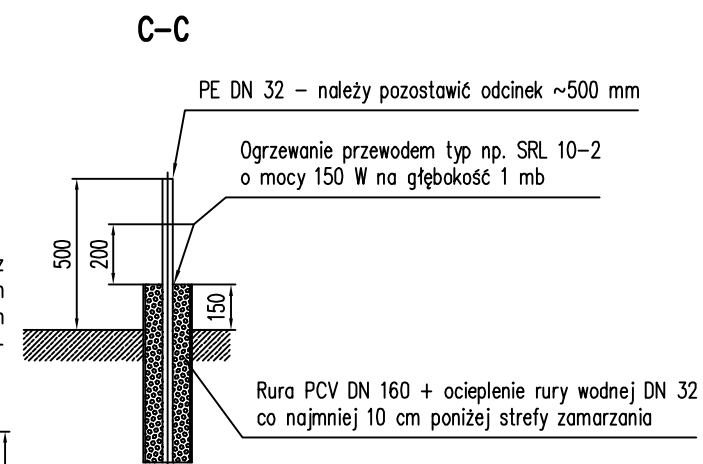 C-C
PE DN 32 – należy pozostawić odcinek ~500 mm
Ogrzewanie przewodem typ np. SRL 10-2
o mocy 150 W na głębokość 1 mb
500
200
150
z
Rura PCV DN 160 + ocieplenie rury wodnej DN 32
co najmniej 10 cm poniżej strefy zamarzania